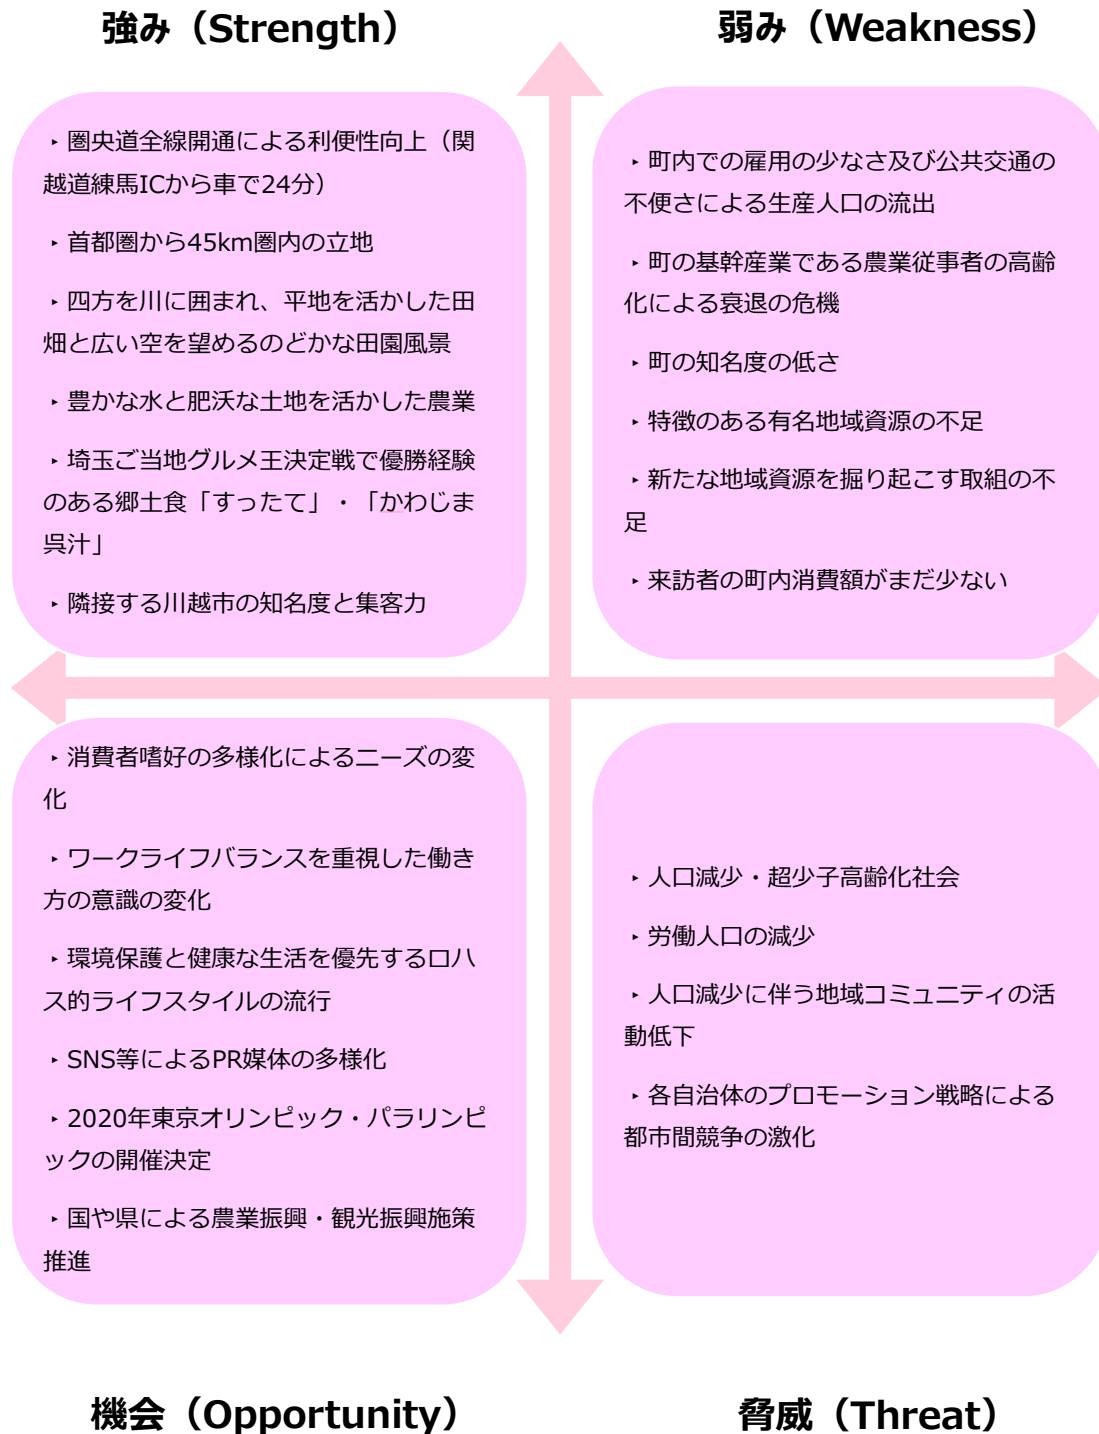 強み（Strength）
‣ 圏央道全線開通による利便性向上（関
越道練馬ICから車で24分）
‣ 首都圏から45km圏内の立地
‣ 四方を川に囲まれ、平地を活かした田
畑と広い空を望めるのどかな田園風景
‣ 豊かな水と肥沃な土地を活かした農業
‣ 埼玉ご当地グルメ王決定戦で優勝経験
のある郷土食「すったて」・「かわじま
呉汁」
‣ 隣接する川越市の知名度と集客力
弱み（Weakness）
‣ 町内での雇用の少なさ及び公共交通の
不便さによる生産人口の流出
‣ 町の基幹産業である農業従事者の高齢
化による衰退の危機
‣ 町の知名度の低さ
‣ 特徴のある有名地域資源の不足
‣ 新たな地域資源を掘り起こす取組の不
足
‣ 来訪者の町内消費額がまだ少ない
‣ 消費者嗜好の多様化によるニーズの変
化
‣ ワークライフバランスを重視した働き
方の意識の変化
‣ 環境保護と健康な生活を優先するロハ
ス的ライフスタイルの流行
‣ SNS等によるPR媒体の多様化
‣ 2020年東京オリンピック・パラリンピ
ックの開催決定
‣ 国や県による農業振興・観光振興施策
推進
機会（Opportunity）
‣ 人口減少・超少子高齢化社会
‣ 労働人口の減少
‣ 人口減少に伴う地域コミュニティの活
動低下
‣ 各自治体のプロモーション戦略による
都市間競争の激化
脅威（Threat）